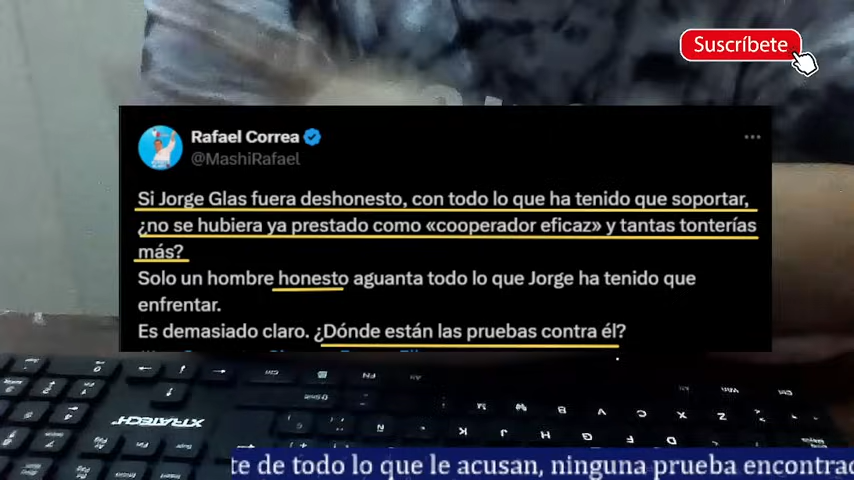 Suscríbete
Rafael Correa
@MashiRafael
Si Jorge Glas fuera deshonesto, con todo lo que ha tenido que soportar,
¿no se hubiera ya prestado como «cooperador eficaz» y tantas tonterías
más?
Solo un hombre honesto aguanta todo lo que Jorge ha tenido que
enfrentar.
Es demasiado claro. ¿Dónde están las pruebas contra él?
XTRATECH
te de todo lo que le acusan, ninguna prueba encontrad